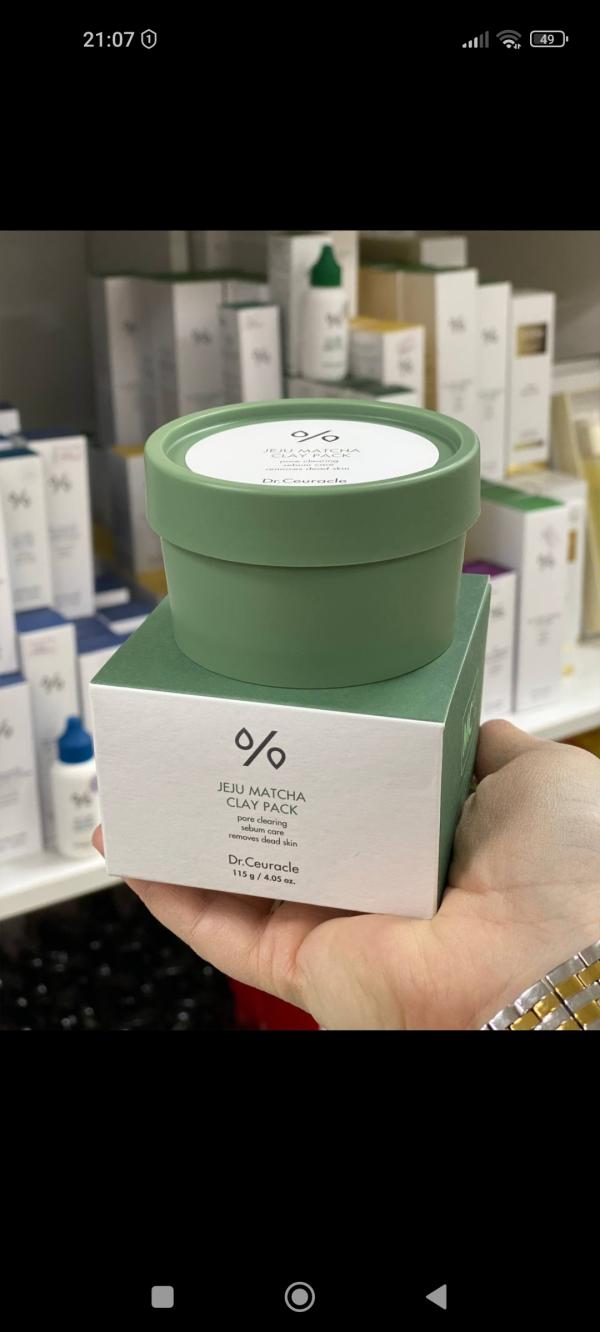 21:07
49
%
JEJU MATCHA
CLAY PACK
pore clearing
sebum care
removes dead skin
Dr.Ceuracle
%
JEJU MATCHA
CLAY PACK
pore clearing
sebum care
removes dead skin
Dr.Ceuracle
115 g / 4.05 oz.